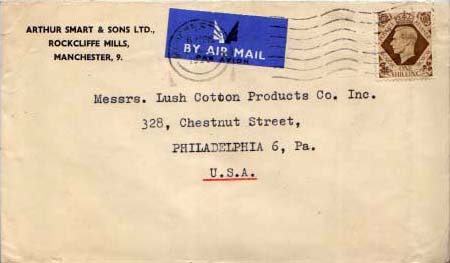 ARTHUR SMART & SONS LTD.,
ROCKCLIFFE MILLS,
MANCHESTER, 9.
BY AIR MAIL
PAR AVION
ONE
SHILLING
Messrs. Lush Cotton Products Co. Inc.
328, Chestnut Street,
PHILADELPHIA 6, Pa.
U.S.A.